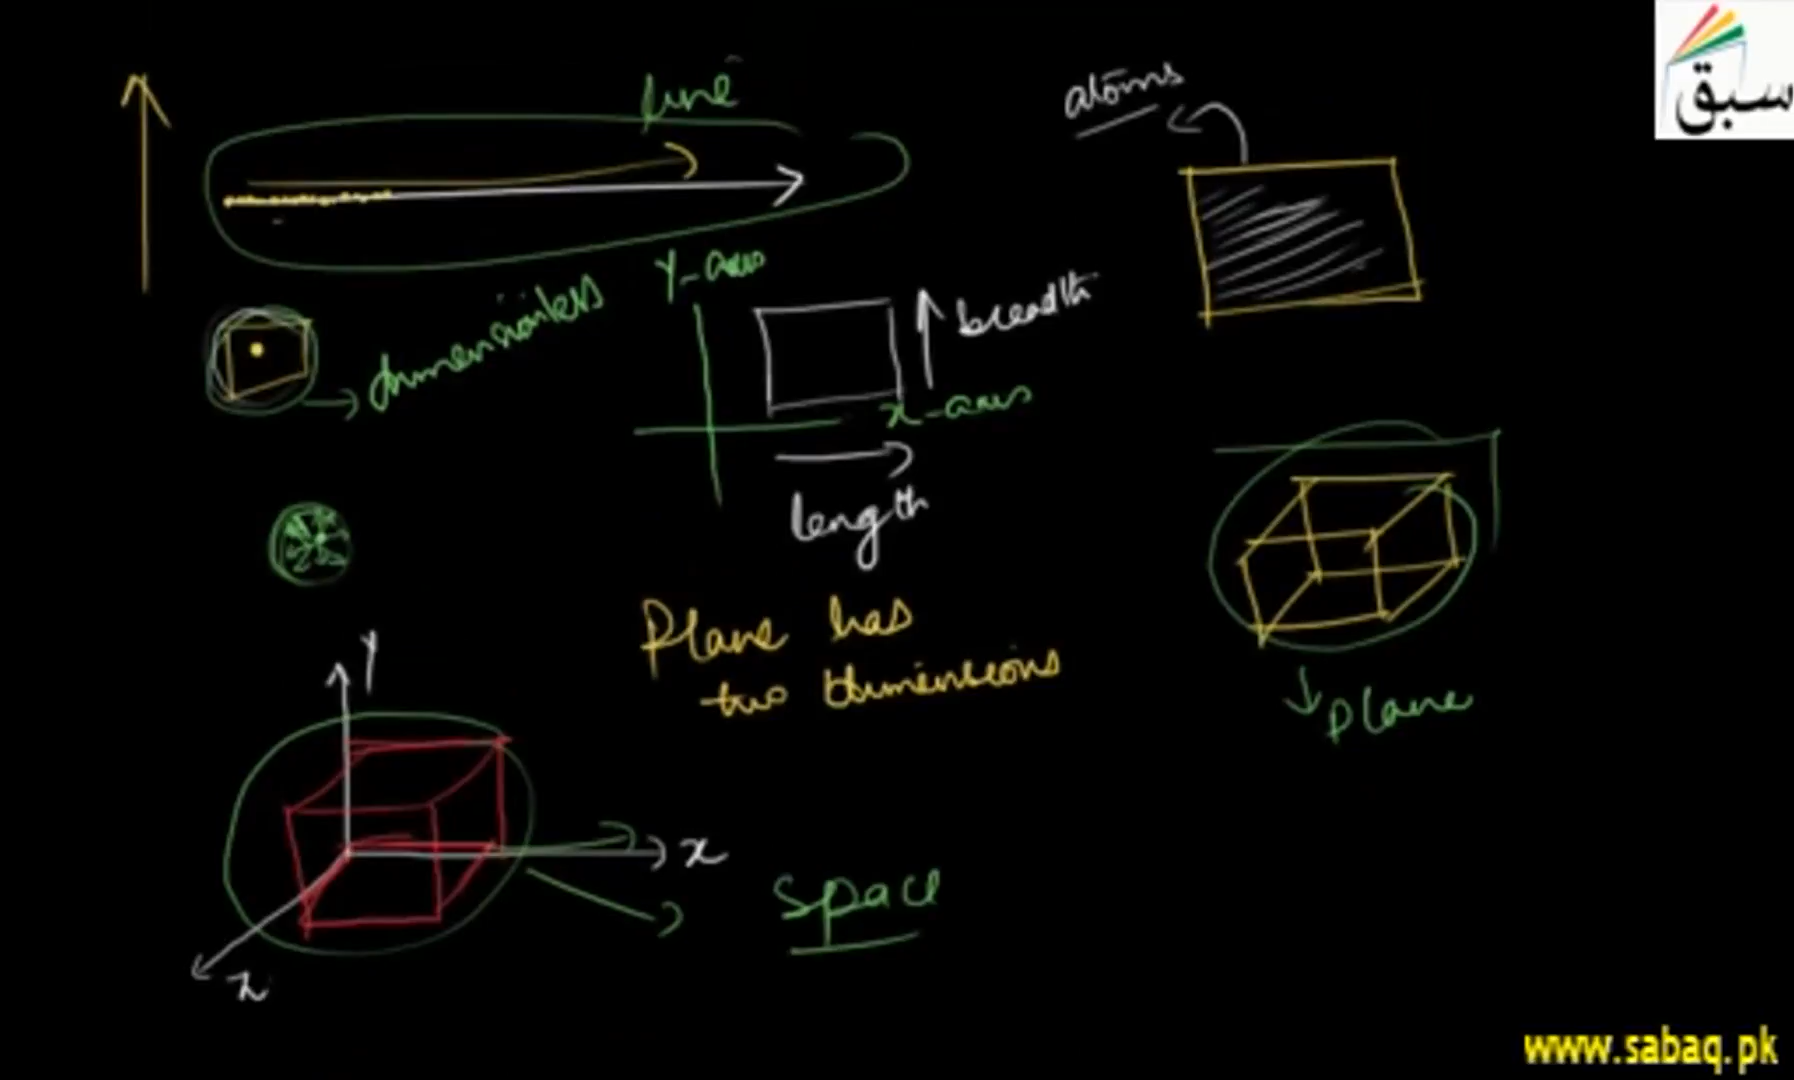 line
atoms
سبق
Y-axis
dimensionless
breadth
x-axis
length
Plane has
two dimensions
plane
Y
x
z
space
www.sabaq.pk